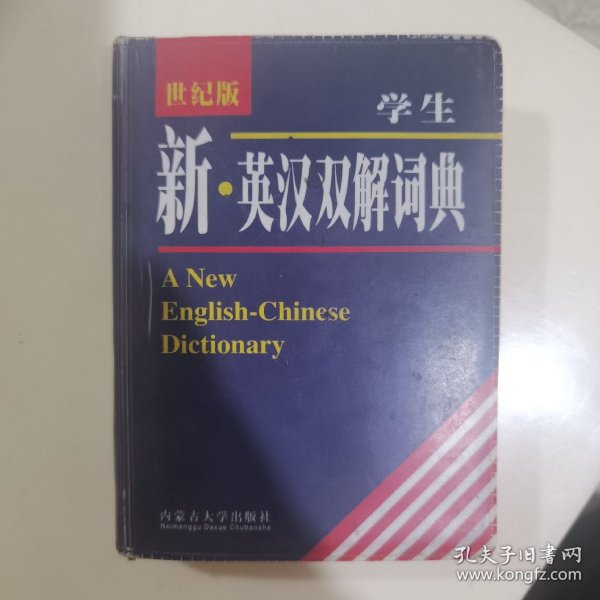 世纪版
学生
新·英汉双解词典
A New
English-Chinese
Dictionary
内蒙古大学出版社
Neimenggu Daxue Chubanshe
孔夫子旧书网
www.kongfz.com